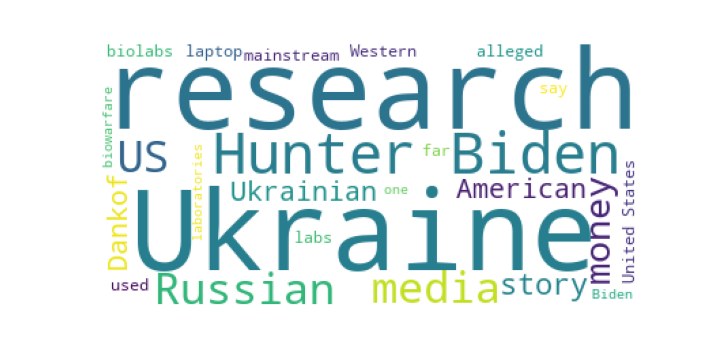 biolabs laptop mainstream Western alleged
research
say
biowarfare
US Hunter far Biden
laboratories
Dankof
Ukrainian one American
money
United States
Ukraine
labs
used Russian media story Biden